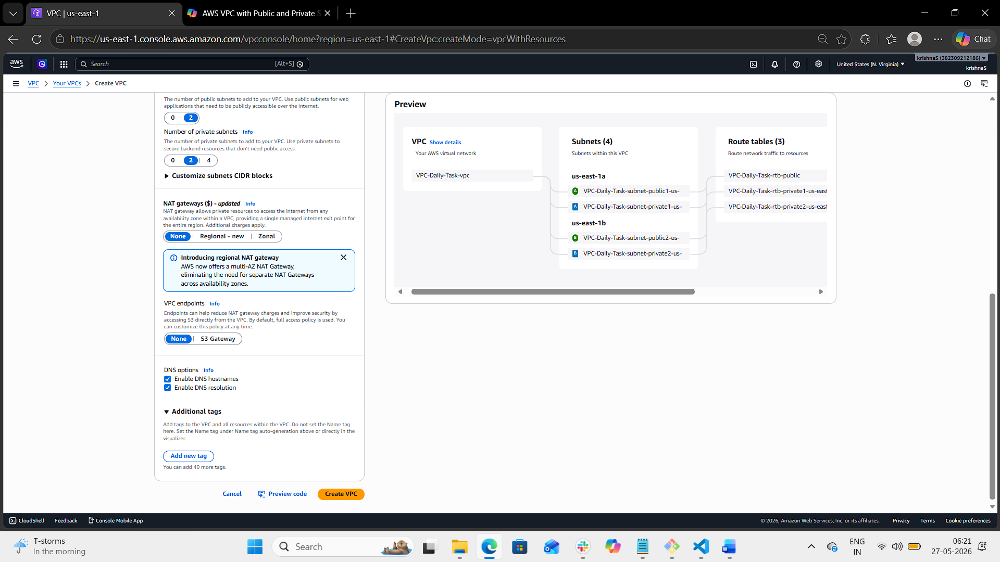 VPC | us-east-1
AWS VPC with Public and Private S
https://us-east-1.console.aws.amazon.com/vpcconsole/home?region=us-east-1#CreateVpc:createMode=vpcWithResources
Chat
aws
Search
[Alt+S]
United States (N. Virginia)
krishnaS (382309212186)
krishnaS
VPC
Your VPCs
Create VPC
The number of public subnets to add to your VPC. Use public subnets for web
applications that need to be publicly accessible over the internet.
0 2
Number of private subnets Info
The number of private subnets to add to your VPC. Use private subnets to
secure backend resources that don't need public access.
0 2 4
Customize subnets CIDR blocks
NAT gateways ($) - updated Info
NAT gateway allows private resources to access the internet from any
availability zone within a VPC, providing a single managed internet exit point for
the entire region. Additional charges apply.
None Regional - new Zonal
Introducing regional NAT gateway
AWS now offers a multi-AZ NAT Gateway,
eliminating the need for separate NAT Gateways
across availability zones.
VPC endpoints Info
Endpoints can help reduce NAT gateway charges and improve security by
accessing S3 directly from the VPC. By default, full access policy is used. You
can customize this policy at any time.
None S3 Gateway
DNS options Info
Enable DNS hostnames
Enable DNS resolution
Additional tags
Add tags to the VPC and all resources within the VPC. Do not set the Name tag
here. Set the Name tag under Name tag auto-generation above or directly in the
visualizer.
Add new tag
You can add 49 more tags.
Cancel
Preview code
Create VPC
Preview
VPC Show details
Your AWS virtual network
VPC-Daily-Task-vpc
Subnets (4)
Subnets within this VPC
us-east-1a
A VPC-Daily-Task-subnet-public1-us-
A VPC-Daily-Task-subnet-private1-us-
us-east-1b
B VPC-Daily-Task-subnet-public2-us-
B VPC-Daily-Task-subnet-private2-us-
Route tables (3)
Route network traffic to resources
VPC-Daily-Task-rtb-public
VPC-Daily-Task-rtb-private1-us-east
VPC-Daily-Task-rtb-private2-us-east
CloudShell
Feedback
Console Mobile App
© 2026, Amazon Web Services, Inc. or its affiliates.
Privacy
Terms
Cookie preferences
T-storms
In the morning
Search
ENG
IN
06:21
27-05-2026